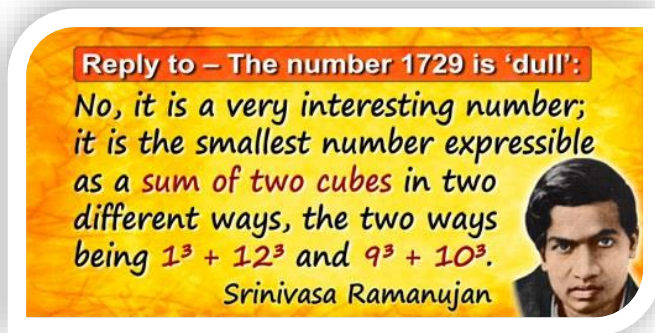 Reply to – The number 1729 is ‘dull’:
No, it is a very interesting number;
it is the smallest number expressible
as a sum of two cubes in two
different ways, the two ways
being 1³ + 12³ and 9³ + 10³.
Srinivasa Ramanujan